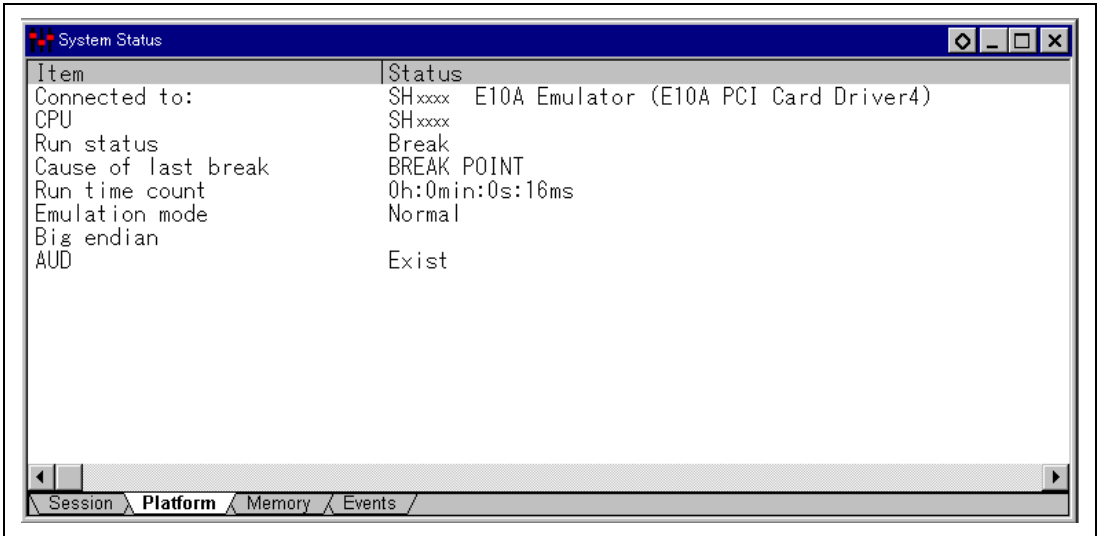 System Status
Item Status
Connected to: SHxxxx E10A Emulator (E10A PCI Card Driver4)
CPU SHxxxx
Run status Break
Cause of last break BREAK POINT
Run time count 0h:0min:0s:16ms
Emulation mode Normal
Big endian
AUD Exist
Session Platform Memory Events